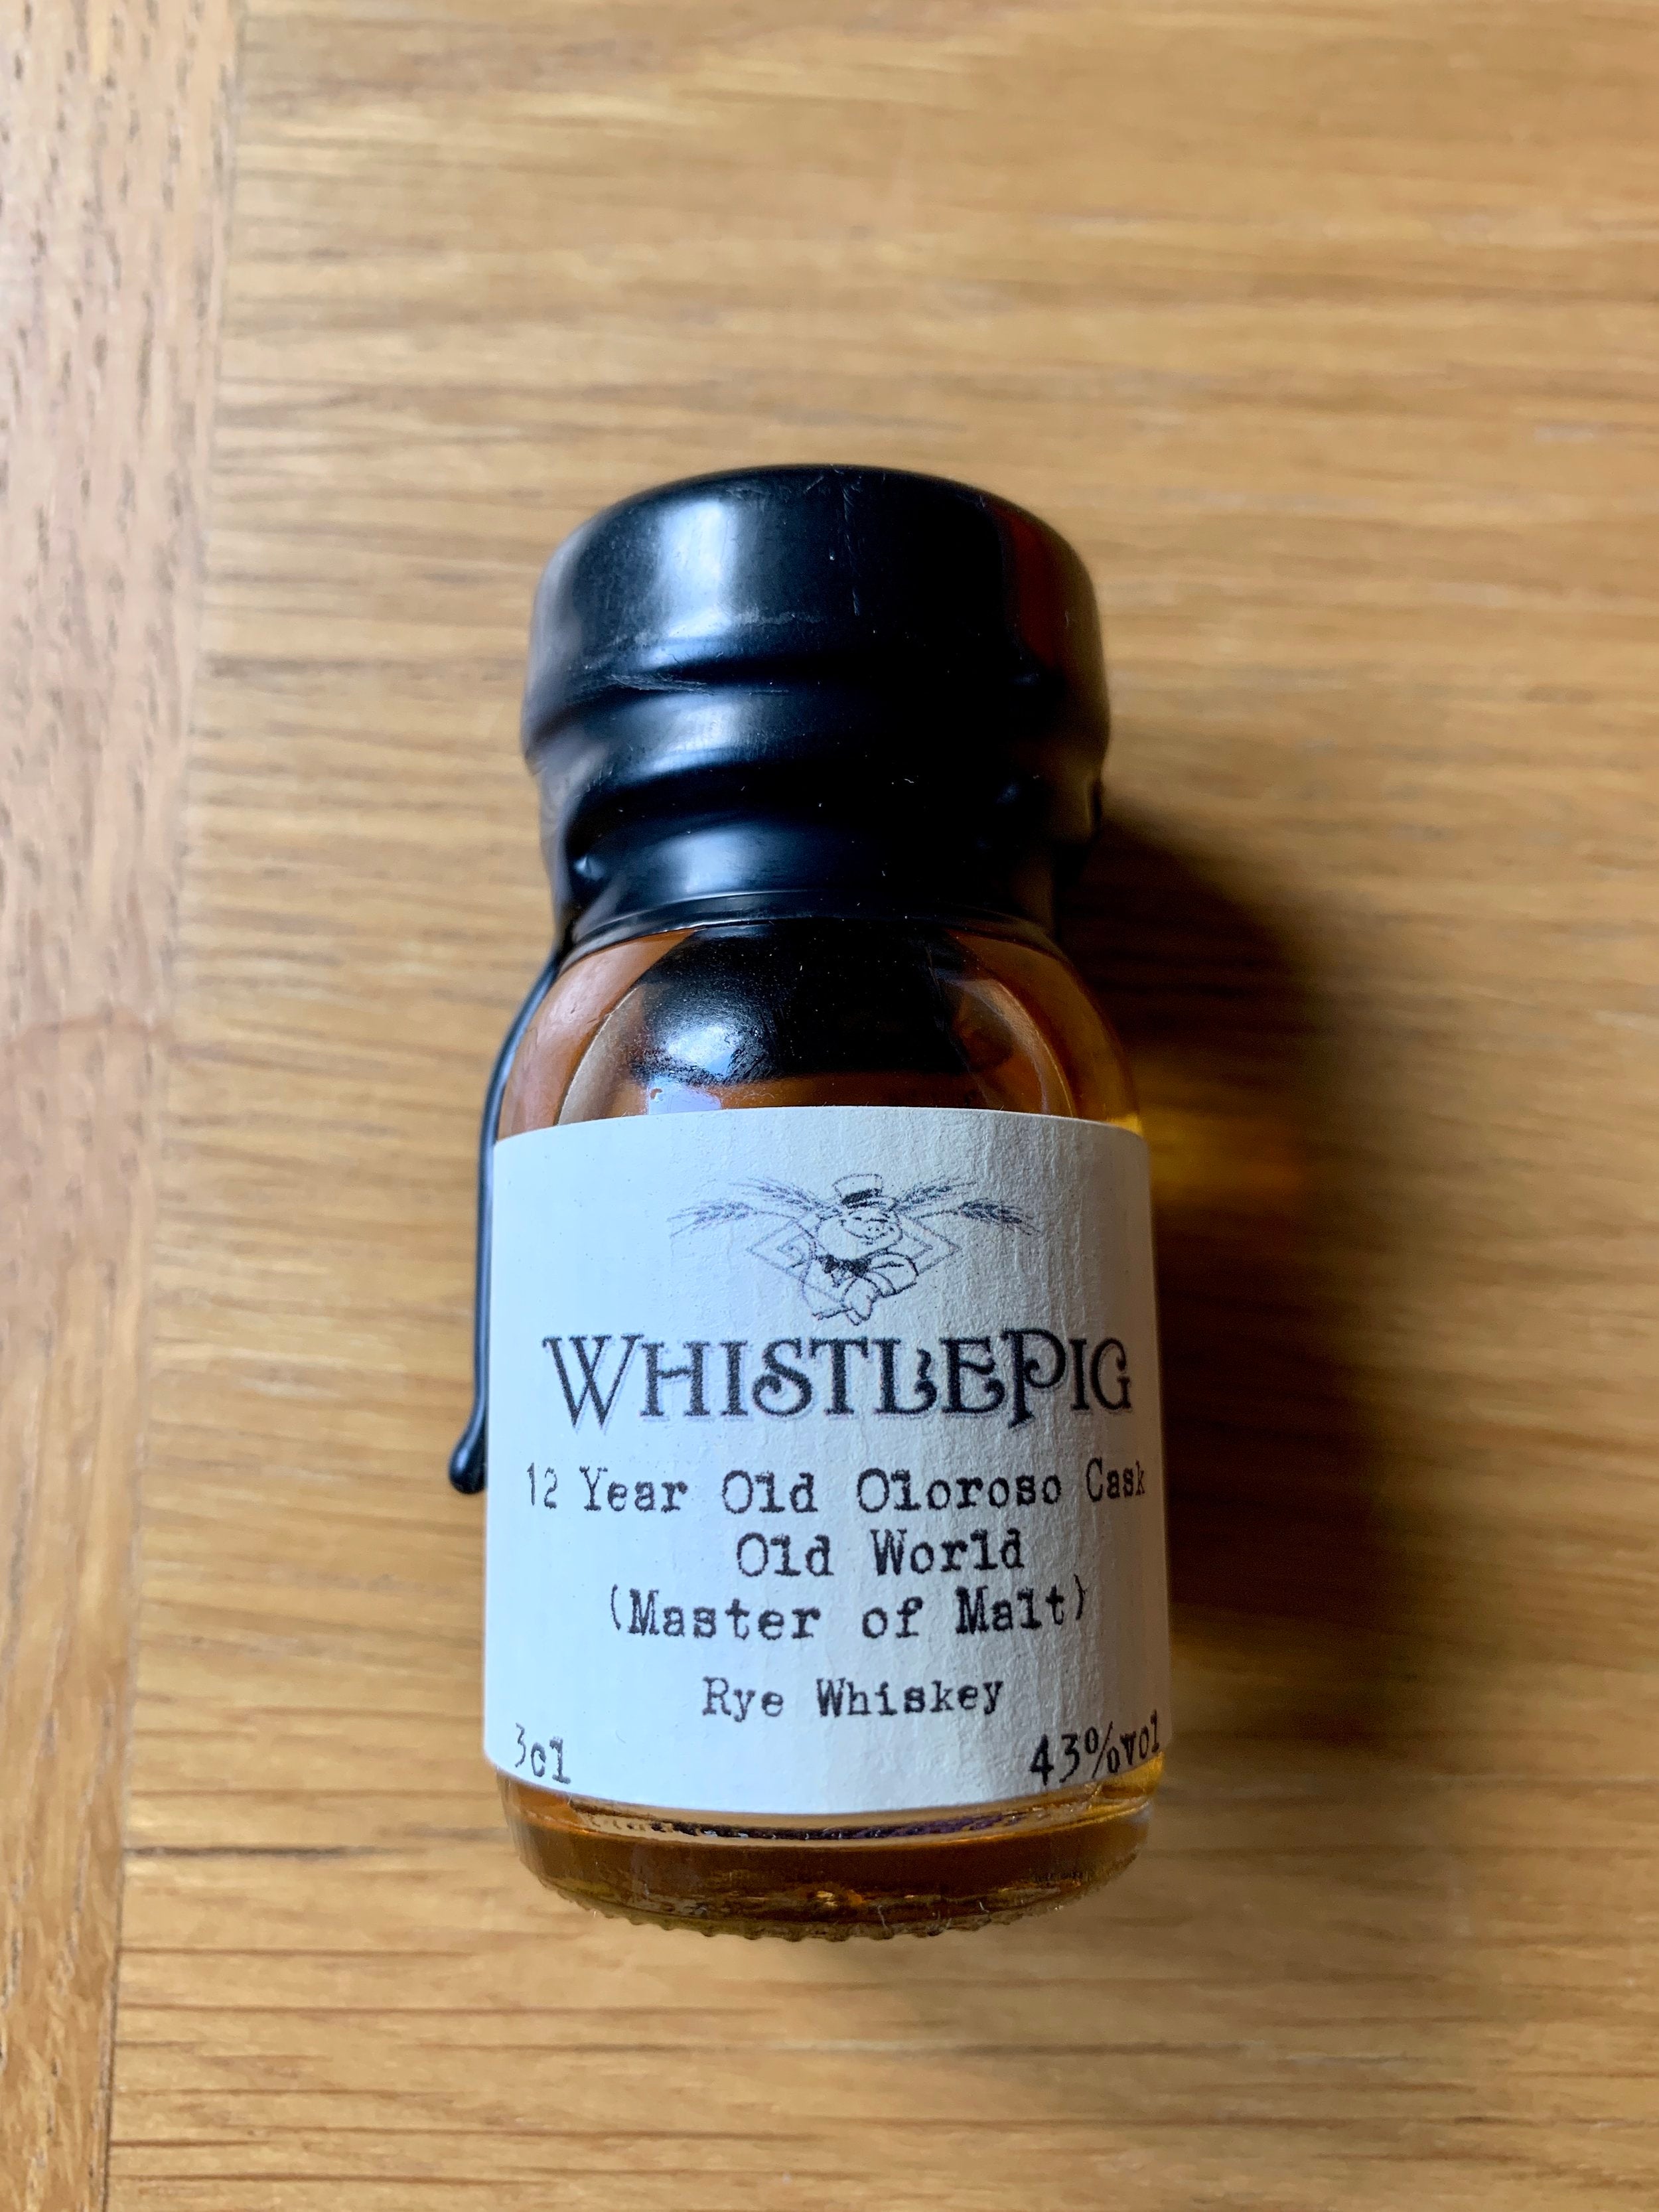 WHISTLEPIG
12 Year Old Oloroso Cask
Old World
(Master of Malt)
Rye Whiskey
3cl
43%vol